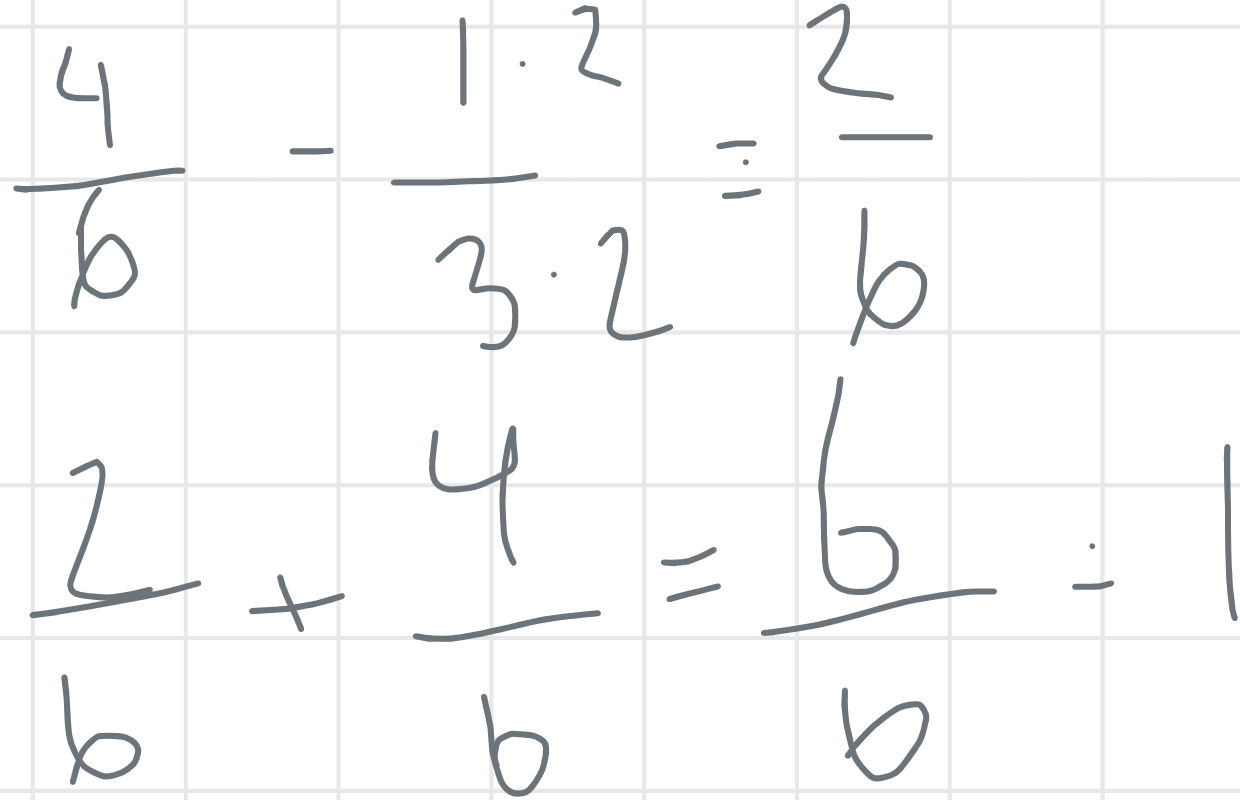 4/6 - 1·2/3·2 = 2/6
2/6 + 4/6 = 6/6 = 1